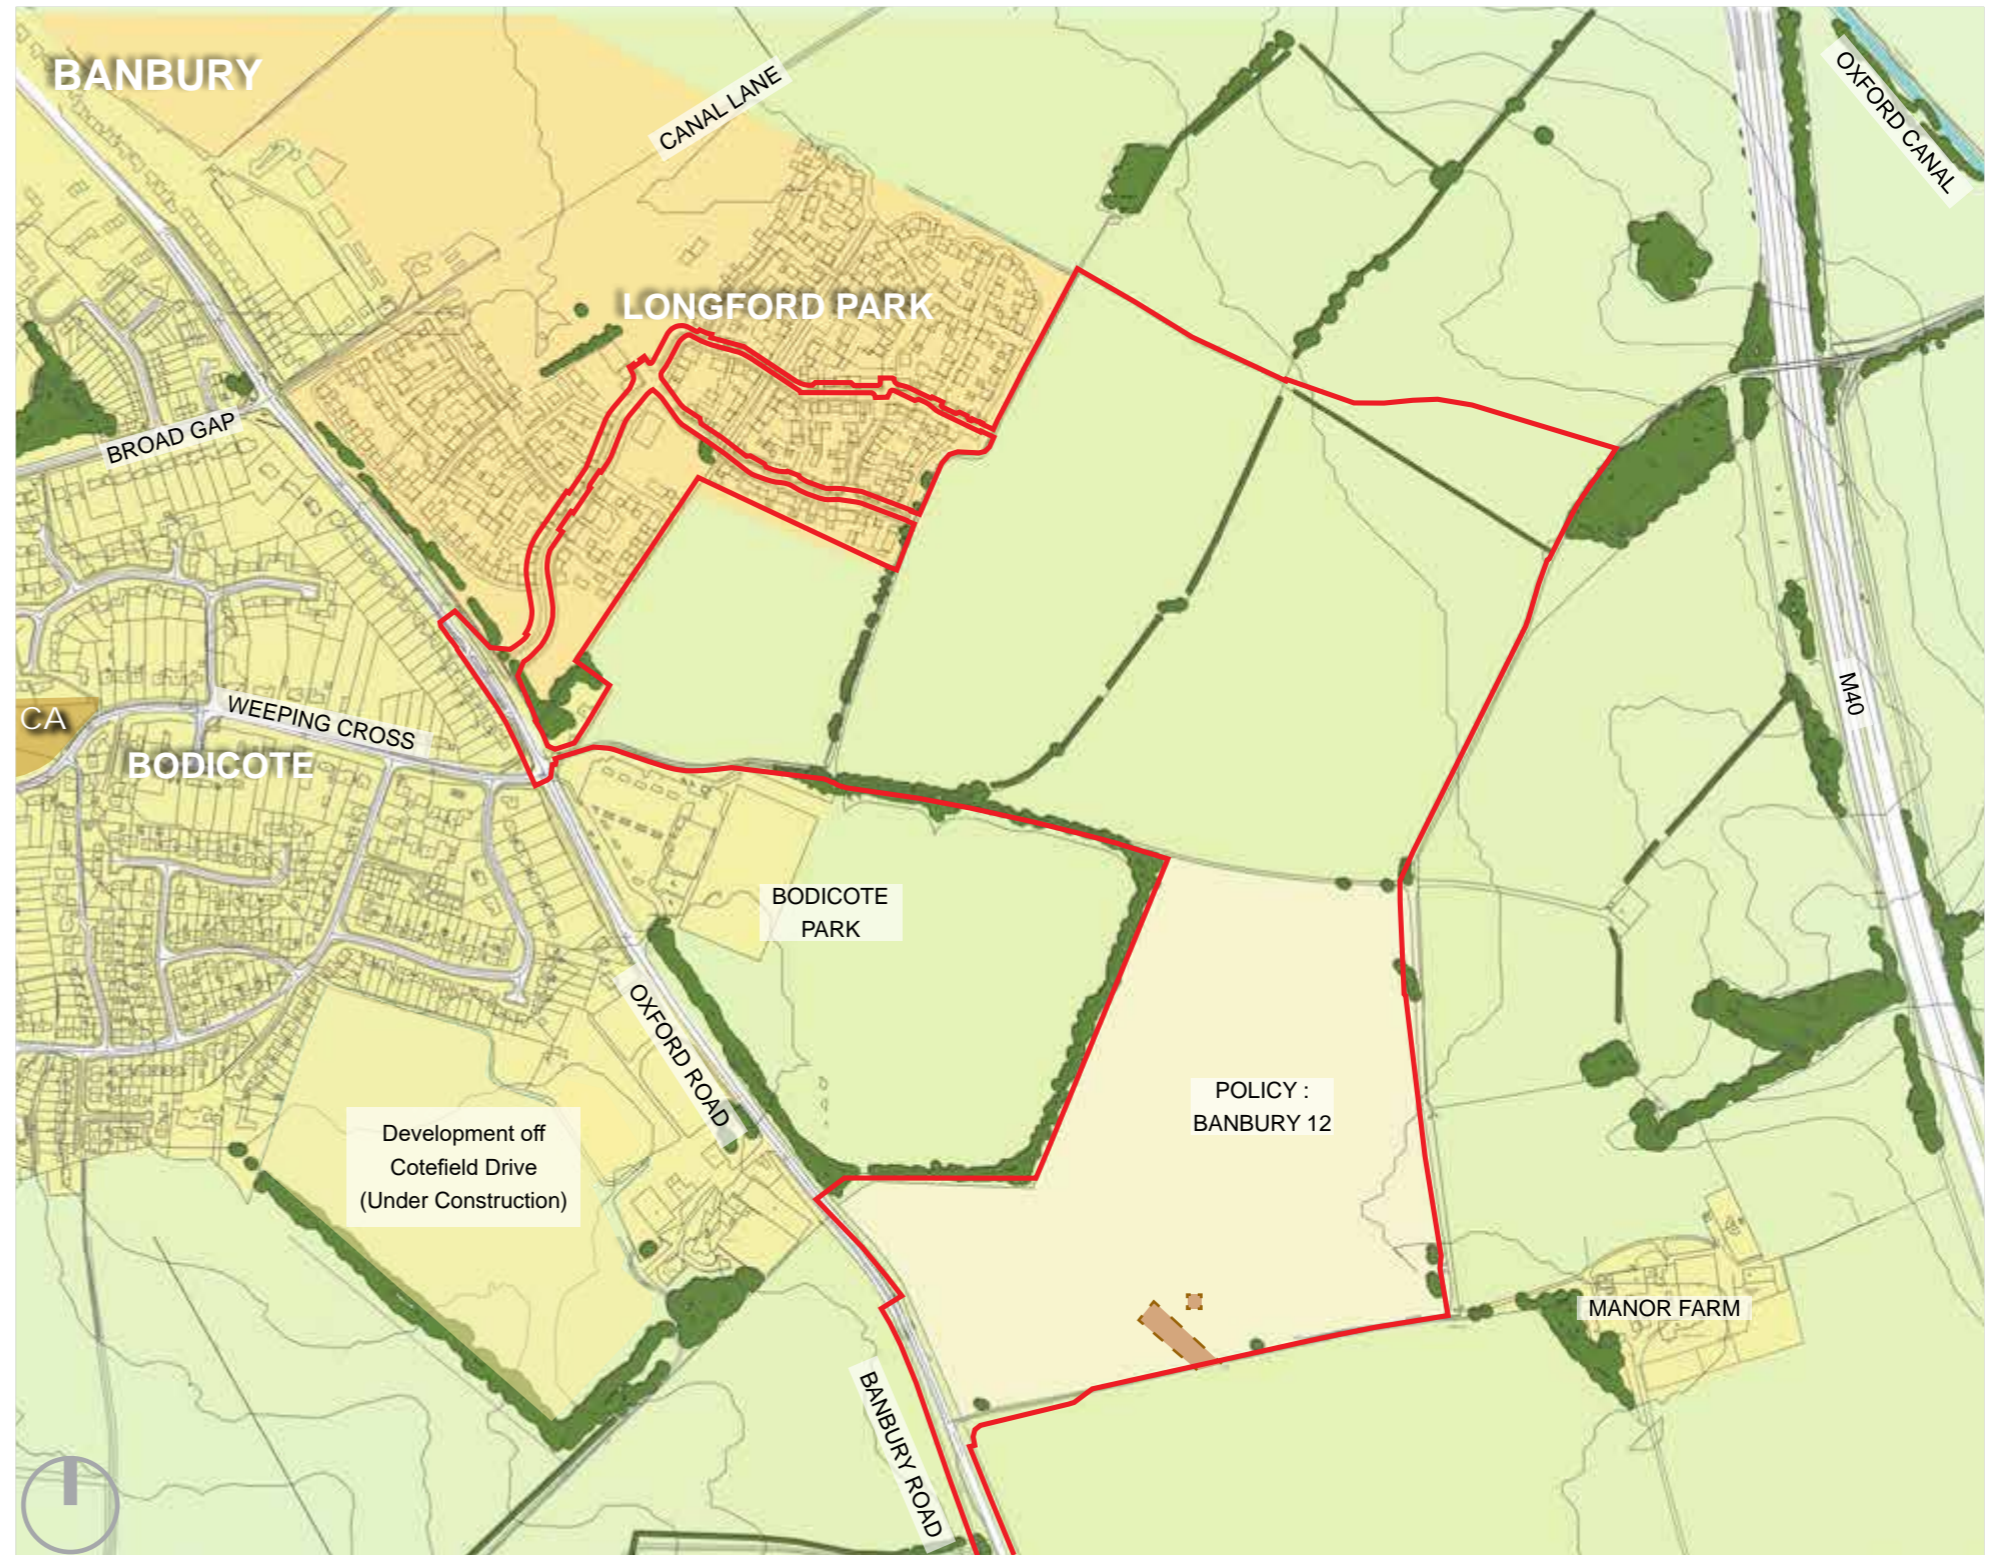 BANBURY
CANAL LANE
OXFORD CANAL
LONGFORD PARK
BROAD GAP
CA
WEEPING CROSS
BODICOTE
M40
BODICOTE
PARK
OXFORD ROAD
POLICY :
BANBURY 12
Development off
Cotefield Drive
(Under Construction)
MANOR FARM
BANBURY ROAD